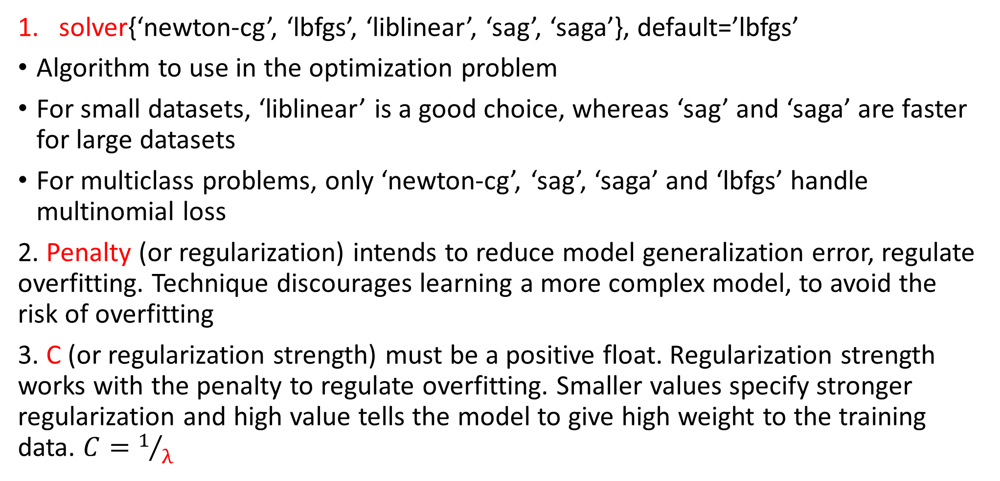 1. solver{‘newton-cg’, ‘lbfgs’, ‘liblinear’, ‘sag’, ‘saga’}, default=’lbfgs’
• Algorithm to use in the optimization problem
• For small datasets, ‘liblinear’ is a good choice, whereas ‘sag’ and ‘saga’ are faster
for large datasets
• For multiclass problems, only ‘newton-cg’, ‘sag’, ‘saga’ and ‘lbfgs’ handle
multinomial loss
2. Penalty (or regularization) intends to reduce model generalization error, regulate
overfitting. Technique discourages learning a more complex model, to avoid the
risk of overfitting
3. C (or regularization strength) must be a positive float. Regularization strength
works with the penalty to regulate overfitting. Smaller values specify stronger
regularization and high value tells the model to give high weight to the training
data. C = 1/λ